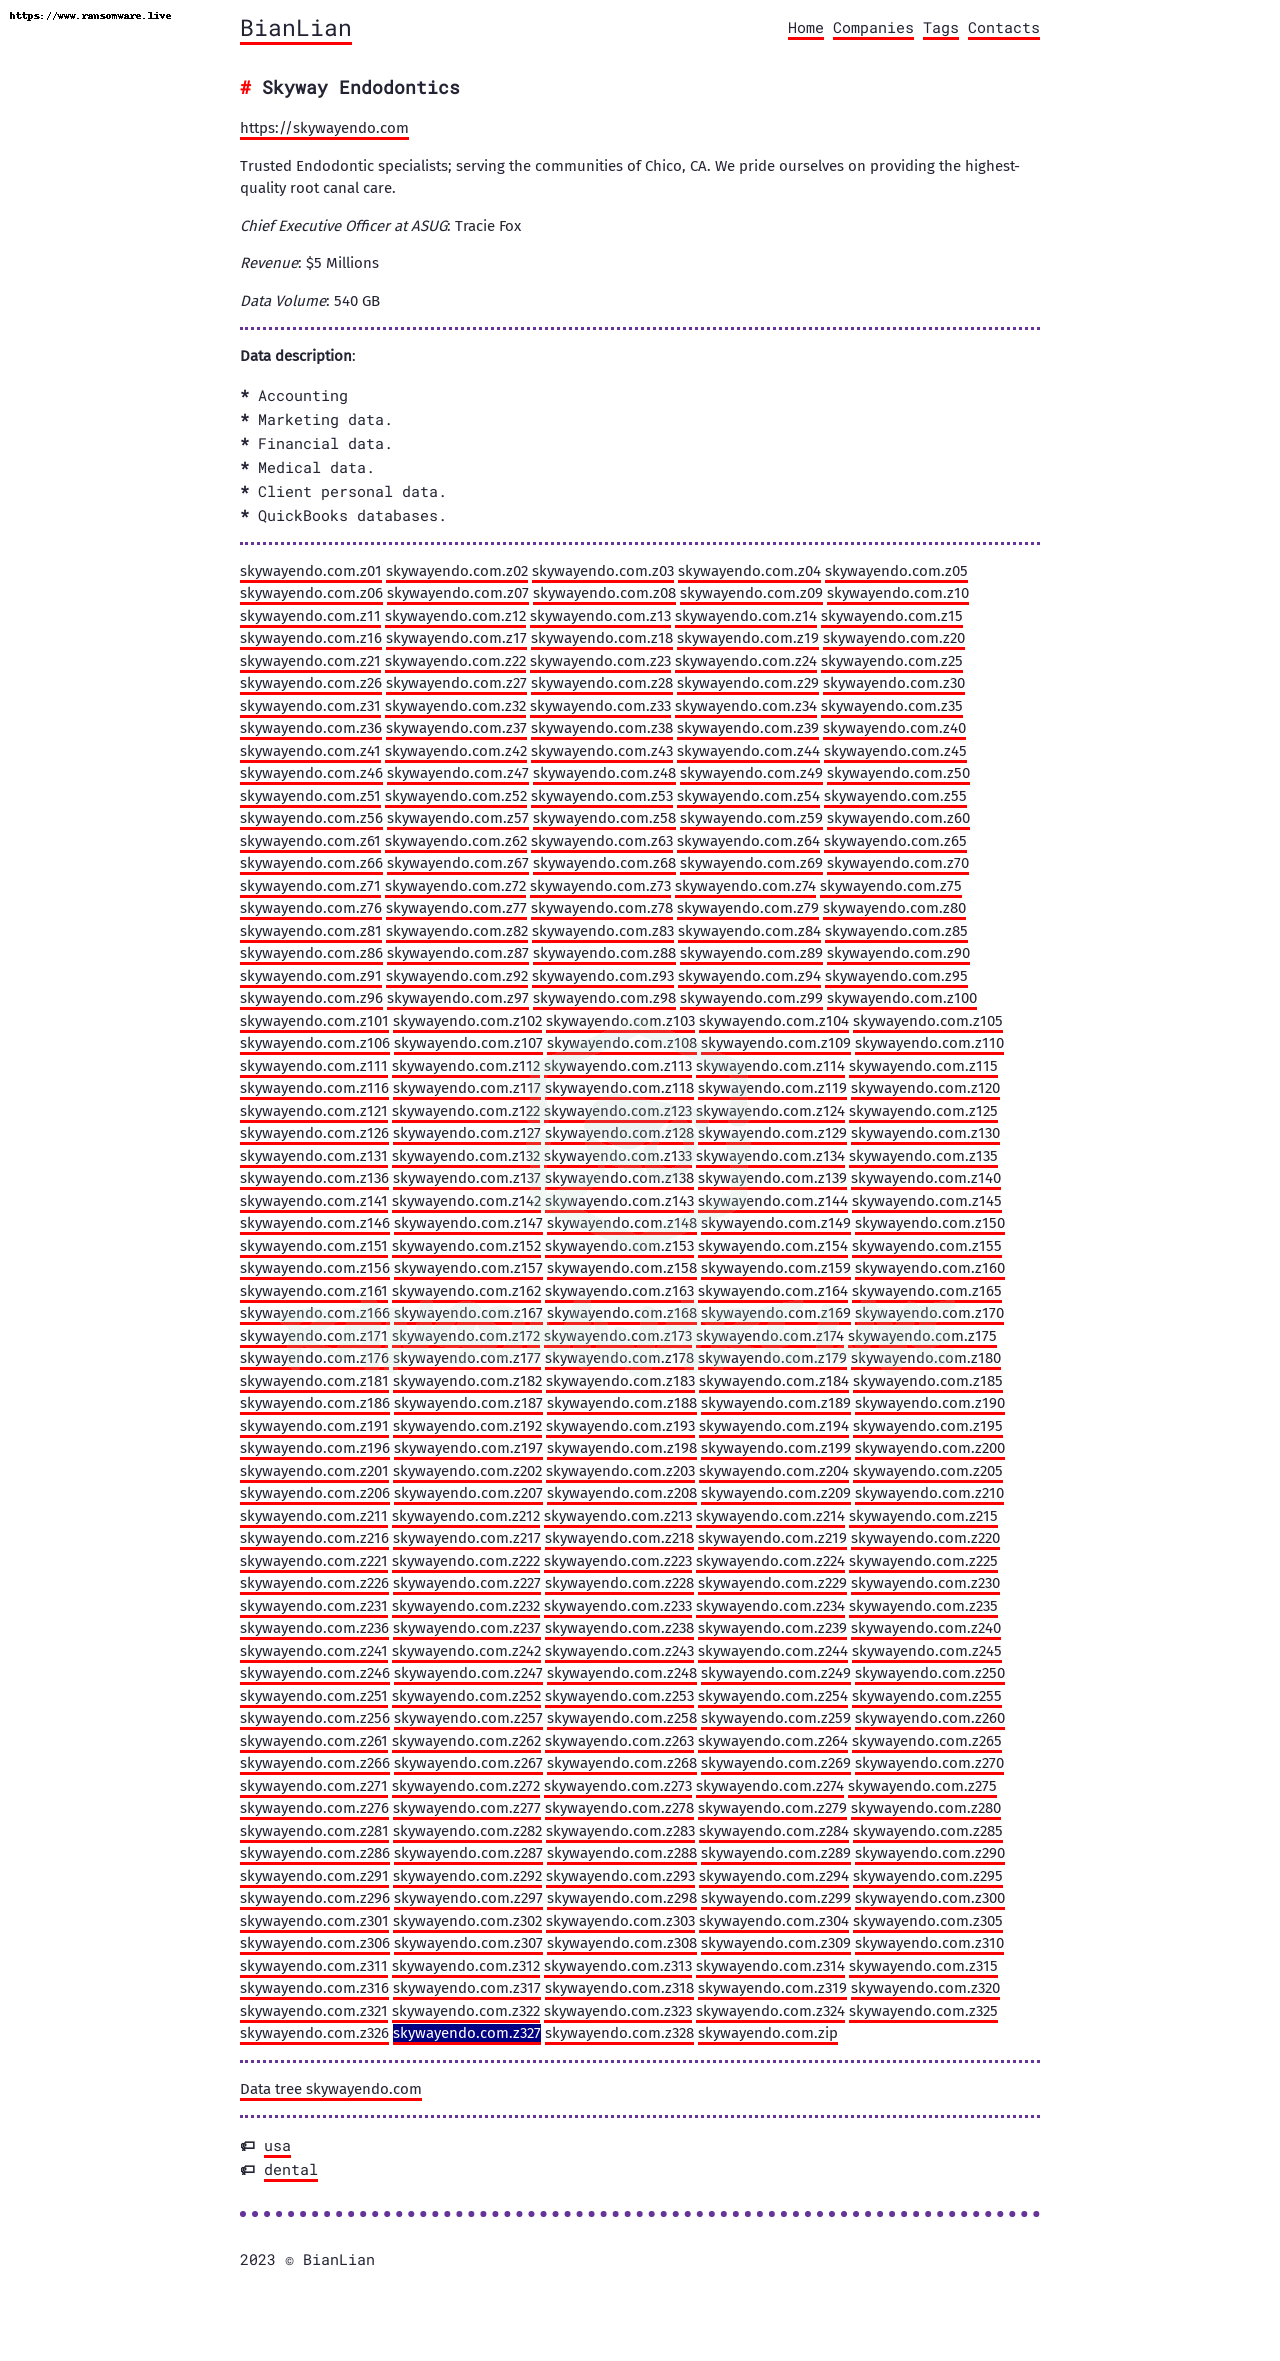 https://www.ransomware.live
BianLian
Home Companies Tags Contacts
# Skyway Endodontics
https://skywayendo.com
Trusted Endodontic specialists; serving the communities of Chico, CA. We pride ourselves on providing the highest-
quality root canal care.
Chief Executive Officer at ASUG: Tracie Fox
Revenue: $5 Millions
Data Volume: 540 GB
Data description:
* Accounting
* Marketing data.
* Financial data.
* Medical data.
* Client personal data.
* QuickBooks databases.
skywayendo.com.z01 skywayendo.com.z02 skywayendo.com.z03 skywayendo.com.z04 skywayendo.com.z05
skywayendo.com.z06 skywayendo.com.z07 skywayendo.com.z08 skywayendo.com.z09 skywayendo.com.z10
skywayendo.com.z11 skywayendo.com.z12 skywayendo.com.z13 skywayendo.com.z14 skywayendo.com.z15
skywayendo.com.z16 skywayendo.com.z17 skywayendo.com.z18 skywayendo.com.z19 skywayendo.com.z20
skywayendo.com.z21 skywayendo.com.z22 skywayendo.com.z23 skywayendo.com.z24 skywayendo.com.z25
skywayendo.com.z26 skywayendo.com.z27 skywayendo.com.z28 skywayendo.com.z29 skywayendo.com.z30
skywayendo.com.z31 skywayendo.com.z32 skywayendo.com.z33 skywayendo.com.z34 skywayendo.com.z35
skywayendo.com.z36 skywayendo.com.z37 skywayendo.com.z38 skywayendo.com.z39 skywayendo.com.z40
skywayendo.com.z41 skywayendo.com.z42 skywayendo.com.z43 skywayendo.com.z44 skywayendo.com.z45
skywayendo.com.z46 skywayendo.com.z47 skywayendo.com.z48 skywayendo.com.z49 skywayendo.com.z50
skywayendo.com.z51 skywayendo.com.z52 skywayendo.com.z53 skywayendo.com.z54 skywayendo.com.z55
skywayendo.com.z56 skywayendo.com.z57 skywayendo.com.z58 skywayendo.com.z59 skywayendo.com.z60
skywayendo.com.z61 skywayendo.com.z62 skywayendo.com.z63 skywayendo.com.z64 skywayendo.com.z65
skywayendo.com.z66 skywayendo.com.z67 skywayendo.com.z68 skywayendo.com.z69 skywayendo.com.z70
skywayendo.com.z71 skywayendo.com.z72 skywayendo.com.z73 skywayendo.com.z74 skywayendo.com.z75
skywayendo.com.z76 skywayendo.com.z77 skywayendo.com.z78 skywayendo.com.z79 skywayendo.com.z80
skywayendo.com.z81 skywayendo.com.z82 skywayendo.com.z83 skywayendo.com.z84 skywayendo.com.z85
skywayendo.com.z86 skywayendo.com.z87 skywayendo.com.z88 skywayendo.com.z89 skywayendo.com.z90
skywayendo.com.z91 skywayendo.com.z92 skywayendo.com.z93 skywayendo.com.z94 skywayendo.com.z95
skywayendo.com.z96 skywayendo.com.z97 skywayendo.com.z98 skywayendo.com.z99 skywayendo.com.z100
skywayendo.com.z101 skywayendo.com.z102 skywayendo.com.z103 skywayendo.com.z104 skywayendo.com.z105
skywayendo.com.z106 skywayendo.com.z107 skywayendo.com.z108 skywayendo.com.z109 skywayendo.com.z110
skywayendo.com.z111 skywayendo.com.z112 skywayendo.com.z113 skywayendo.com.z114 skywayendo.com.z115
skywayendo.com.z116 skywayendo.com.z117 skywayendo.com.z118 skywayendo.com.z119 skywayendo.com.z120
skywayendo.com.z121 skywayendo.com.z122 skywayendo.com.z123 skywayendo.com.z124 skywayendo.com.z125
skywayendo.com.z126 skywayendo.com.z127 skywayendo.com.z128 skywayendo.com.z129 skywayendo.com.z130
skywayendo.com.z131 skywayendo.com.z132 skywayendo.com.z133 skywayendo.com.z134 skywayendo.com.z135
skywayendo.com.z136 skywayendo.com.z137 skywayendo.com.z138 skywayendo.com.z139 skywayendo.com.z140
skywayendo.com.z141 skywayendo.com.z142 skywayendo.com.z143 skywayendo.com.z144 skywayendo.com.z145
skywayendo.com.z146 skywayendo.com.z147 skywayendo.com.z148 skywayendo.com.z149 skywayendo.com.z150
skywayendo.com.z151 skywayendo.com.z152 skywayendo.com.z153 skywayendo.com.z154 skywayendo.com.z155
skywayendo.com.z156 skywayendo.com.z157 skywayendo.com.z158 skywayendo.com.z159 skywayendo.com.z160
skywayendo.com.z161 skywayendo.com.z162 skywayendo.com.z163 skywayendo.com.z164 skywayendo.com.z165
skywayendo.com.z166 skywayendo.com.z167 skywayendo.com.z168 skywayendo.com.z169 skywayendo.com.z170
skywayendo.com.z171 skywayendo.com.z172 skywayendo.com.z173 skywayendo.com.z174 skywayendo.com.z175
skywayendo.com.z176 skywayendo.com.z177 skywayendo.com.z178 skywayendo.com.z179 skywayendo.com.z180
skywayendo.com.z181 skywayendo.com.z182 skywayendo.com.z183 skywayendo.com.z184 skywayendo.com.z185
skywayendo.com.z186 skywayendo.com.z187 skywayendo.com.z188 skywayendo.com.z189 skywayendo.com.z190
skywayendo.com.z191 skywayendo.com.z192 skywayendo.com.z193 skywayendo.com.z194 skywayendo.com.z195
skywayendo.com.z196 skywayendo.com.z197 skywayendo.com.z198 skywayendo.com.z199 skywayendo.com.z200
skywayendo.com.z201 skywayendo.com.z202 skywayendo.com.z203 skywayendo.com.z204 skywayendo.com.z205
skywayendo.com.z206 skywayendo.com.z207 skywayendo.com.z208 skywayendo.com.z209 skywayendo.com.z210
skywayendo.com.z211 skywayendo.com.z212 skywayendo.com.z213 skywayendo.com.z214 skywayendo.com.z215
skywayendo.com.z216 skywayendo.com.z217 skywayendo.com.z218 skywayendo.com.z219 skywayendo.com.z220
skywayendo.com.z221 skywayendo.com.z222 skywayendo.com.z223 skywayendo.com.z224 skywayendo.com.z225
skywayendo.com.z226 skywayendo.com.z227 skywayendo.com.z228 skywayendo.com.z229 skywayendo.com.z230
skywayendo.com.z231 skywayendo.com.z232 skywayendo.com.z233 skywayendo.com.z234 skywayendo.com.z235
skywayendo.com.z236 skywayendo.com.z237 skywayendo.com.z238 skywayendo.com.z239 skywayendo.com.z240
skywayendo.com.z241 skywayendo.com.z242 skywayendo.com.z243 skywayendo.com.z244 skywayendo.com.z245
skywayendo.com.z246 skywayendo.com.z247 skywayendo.com.z248 skywayendo.com.z249 skywayendo.com.z250
skywayendo.com.z251 skywayendo.com.z252 skywayendo.com.z253 skywayendo.com.z254 skywayendo.com.z255
skywayendo.com.z256 skywayendo.com.z257 skywayendo.com.z258 skywayendo.com.z259 skywayendo.com.z260
skywayendo.com.z261 skywayendo.com.z262 skywayendo.com.z263 skywayendo.com.z264 skywayendo.com.z265
skywayendo.com.z266 skywayendo.com.z267 skywayendo.com.z268 skywayendo.com.z269 skywayendo.com.z270
skywayendo.com.z271 skywayendo.com.z272 skywayendo.com.z273 skywayendo.com.z274 skywayendo.com.z275
skywayendo.com.z276 skywayendo.com.z277 skywayendo.com.z278 skywayendo.com.z279 skywayendo.com.z280
skywayendo.com.z281 skywayendo.com.z282 skywayendo.com.z283 skywayendo.com.z284 skywayendo.com.z285
skywayendo.com.z286 skywayendo.com.z287 skywayendo.com.z288 skywayendo.com.z289 skywayendo.com.z290
skywayendo.com.z291 skywayendo.com.z292 skywayendo.com.z293 skywayendo.com.z294 skywayendo.com.z295
skywayendo.com.z296 skywayendo.com.z297 skywayendo.com.z298 skywayendo.com.z299 skywayendo.com.z300
skywayendo.com.z301 skywayendo.com.z302 skywayendo.com.z303 skywayendo.com.z304 skywayendo.com.z305
skywayendo.com.z306 skywayendo.com.z307 skywayendo.com.z308 skywayendo.com.z309 skywayendo.com.z310
skywayendo.com.z311 skywayendo.com.z312 skywayendo.com.z313 skywayendo.com.z314 skywayendo.com.z315
skywayendo.com.z316 skywayendo.com.z317 skywayendo.com.z318 skywayendo.com.z319 skywayendo.com.z320
skywayendo.com.z321 skywayendo.com.z322 skywayendo.com.z323 skywayendo.com.z324 skywayendo.com.z325
skywayendo.com.z326 skywayendo.com.z327 skywayendo.com.z328 skywayendo.com.zip
Data tree skywayendo.com
usa
dental
2023 © BianLian